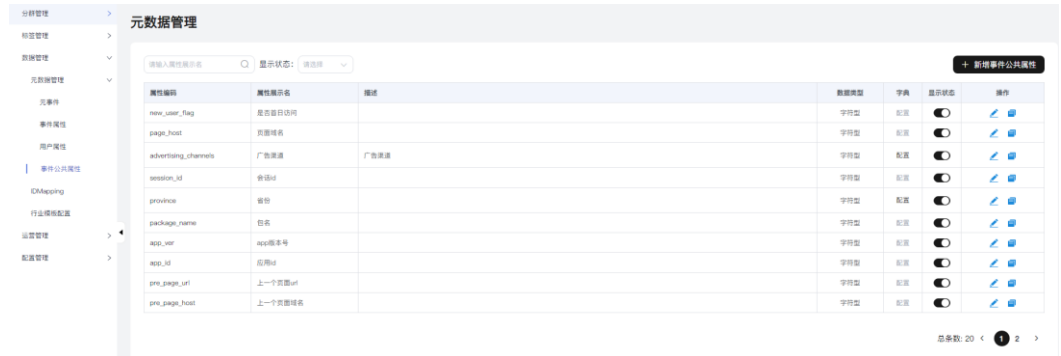 分群管理
标签管理
数据管理
元数据管理
元事件
事件属性
用户属性
事件公共属性
IDMapping
行业模板配置
运营管理
配置管理
元数据管理
请输入属性展示名 显示状态： 请选择 + 新增事件公共属性
属性编码 属性展示名 描述 数据类型 字典 显示状态 操作
new_user_flag 是否首日访问 字符型 配置
page_host 页面域名 字符型 配置
advertising_channels 广告渠道 广告渠道 字符型 配置
session_id 会话id 字符型 配置
province 省份 字符型 配置
package_name 包名 字符型 配置
app_ver app版本号 字符型 配置
app_id 应用id 字符型 配置
pre_page_url 上一个页面url 字符型 配置
pre_page_host 上一个页面域名 字符型 配置
总条数: 20 < 1 2 >